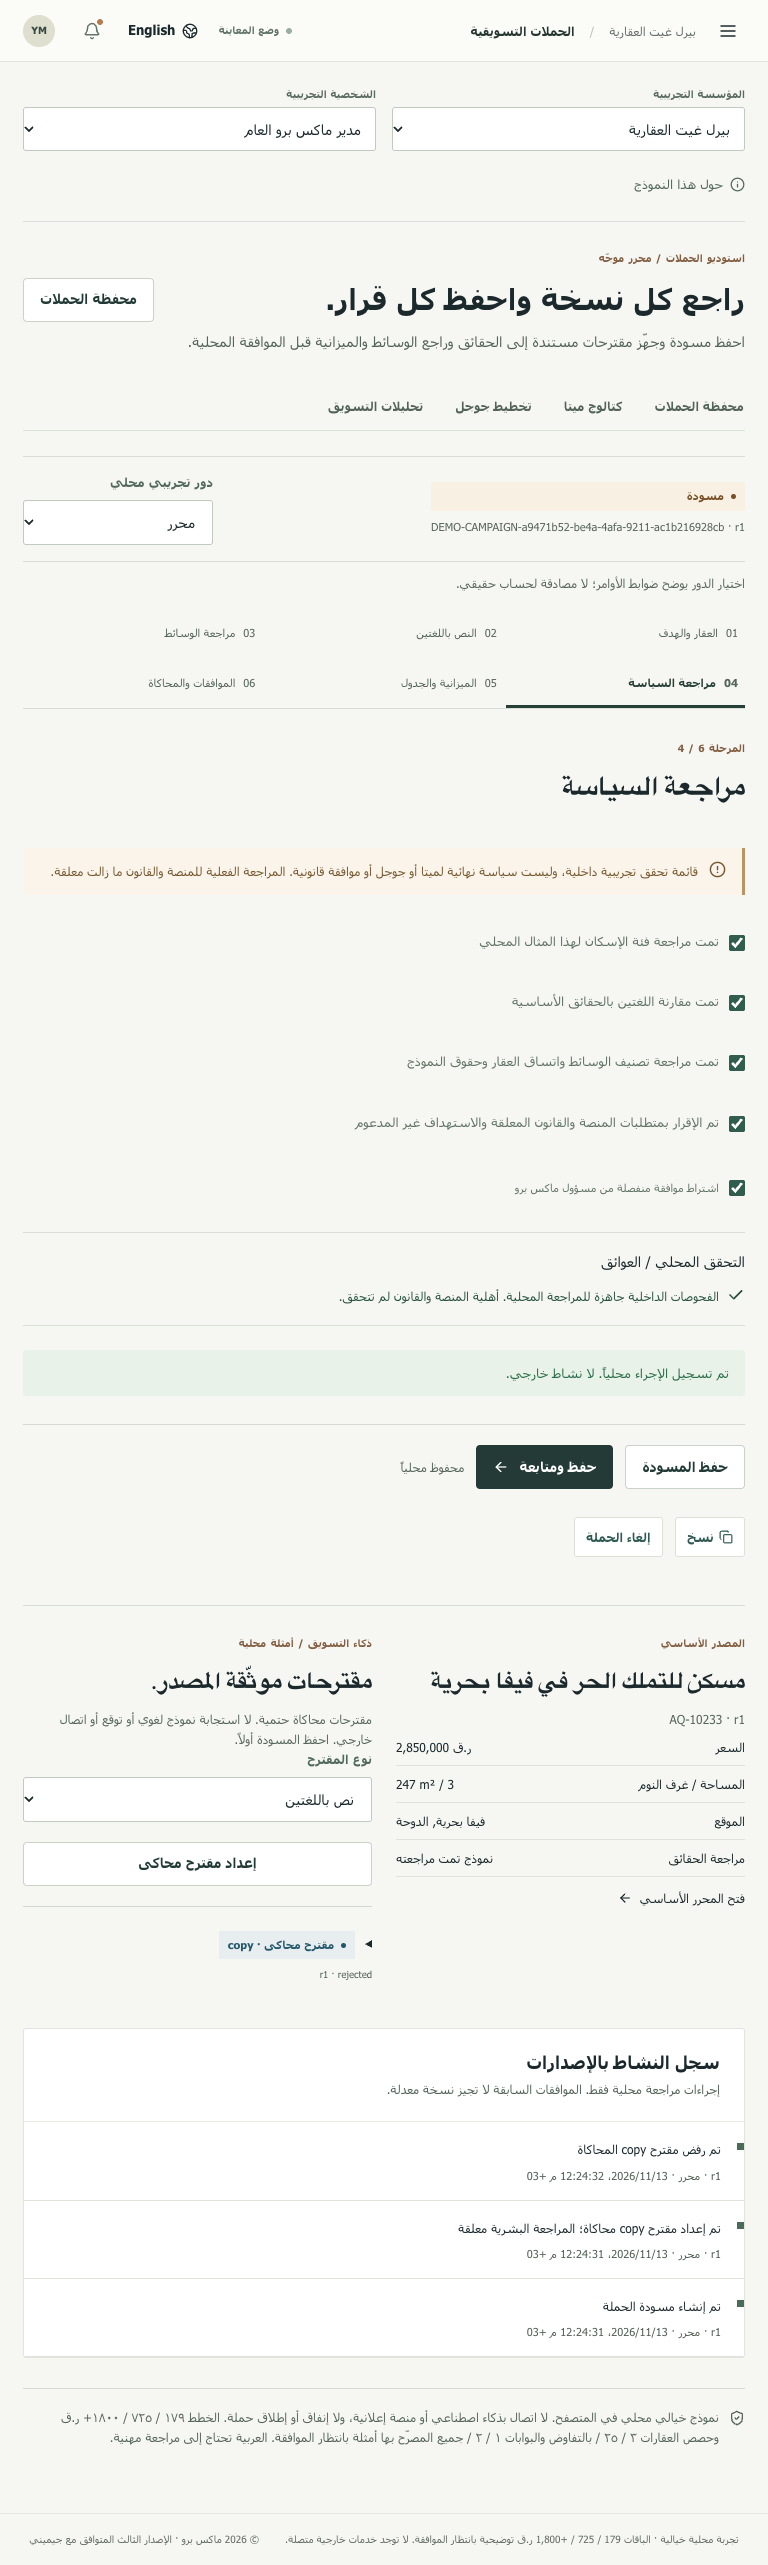 بيرل غيت العقارية / الحملات التسويقية
وضع المعاينة
English
YM
المؤسسة التجريبية
بيرل غيت العقارية
الشخصية التجريبية
مدير ماكس برو العام
حول هذا النموذج
استوديو الحملات / محرر موجّه
راجع كل نسخة واحفظ كل قرار.
محفظة الحملات
احفظ مسودة وجهّز مقترحات مستندة إلى الحقائق وراجع الوسائط والميزانية قبل الموافقة المحلية.
محفظة الحملات
كتالوج ميتا
تخطيط جوجل
تحليلات التسويق
مسودة
DEMO-CAMPAIGN-a9471b52-be4a-4afa-9211-ac1b216928cb · r1
دور تجريبي محلي
محرر
اختيار الدور يوضح ضوابط الأوامر؛ لا مصادقة لحساب حقيقي.
01 العقار والهدف
02 النص باللغتين
03 مراجعة الوسائط
04 مراجعة السياسة
05 الميزانية والجدول
06 الموافقات والمحاكاة
المرحلة 6 / 4
مراجعة السياسة
قائمة تحقق تجريبية داخلية، وليست سياسة نهائية لميتا أو جوجل أو موافقة قانونية. المراجعة الفعلية للمنصة والقانون ما زالت معلقة.
تمت مراجعة فئة الإسكان لهذا المثال المحلي
تمت مقارنة اللغتين بالحقائق الأساسية
تمت مراجعة تصنيف الوسائط واتساق العقار وحقوق النموذج
تم الإقرار بمتطلبات المنصة والقانون المعلقة والاستهداف غير المدعوم
اشتراط موافقة منفصلة من مسؤول ماكس برو
التحقق المحلي / العوائق
الفحوصات الداخلية جاهزة للمراجعة المحلية. أهلية المنصة والقانون لم تتحقق.
تم تسجيل الإجراء محلياً. لا نشاط خارجي.
حفظ المسودة
حفظ ومتابعة
محفوظ محلياً
نسخ
إلغاء الحملة
المصدر الأساسي
مسكن للتملك الحر في فيفا بحرية
AQ-10233 · r1
السعر
ر.ق 2,850,000
المساحة / غرف النوم
247 m² / 3
الموقع
فيفا بحرية, الدوحة
مراجعة الحقائق
نموذج تمت مراجعته
فتح المحرر الأساسي
ذكاء التسويق / أمثلة محلية
مقترحات موثّقة المصدر.
مقترحات محاكاة حتمية. لا استجابة نموذج لغوي أو توقع أو اتصال
خارجي. احفظ المسودة أولاً.
نوع المقترح
نص باللغتين
إعداد مقترح محاكى
مقترح محاكى · copy
r1 · rejected
سجل النشاط بالإصدارات
إجراءات مراجعة محلية فقط. الموافقات السابقة لا تجيز نسخة معدلة.
تم رفض مقترح copy المحاكاة
r1 · محرر · 2026/11/13، 12:24:32 م +03
تم إعداد مقترح copy محاكاة؛ المراجعة البشرية معلقة
r1 · محرر · 2026/11/13، 12:24:31 م +03
تم إنشاء مسودة الحملة
r1 · محرر · 2026/11/13، 12:24:31 م +03
نموذج خيالي محلي في المتصفح. لا اتصال بذكاء اصطناعي أو منصة إعلانية، ولا إنفاق أو إطلاق حملة. الخطط ١٧٩ / ٧٢٥ / ١٨٠٠+ ر.ق
وحصص العقارات ٣ / ٢٥ / بالتفاوض والبوابات ١ / ٢ / جميع المصرّح بها أمثلة بانتظار الموافقة. العربية تحتاج إلى مراجعة مهنية.
تجربة محلية خيالية · الباقات 179 / 725 / +1,800 ر.ق توضيحية بانتظار الموافقة. لا توجد خدمات خارجية متصلة.
© 2026 ماكس برو · الإصدار الثالث المتوافق مع جيميني